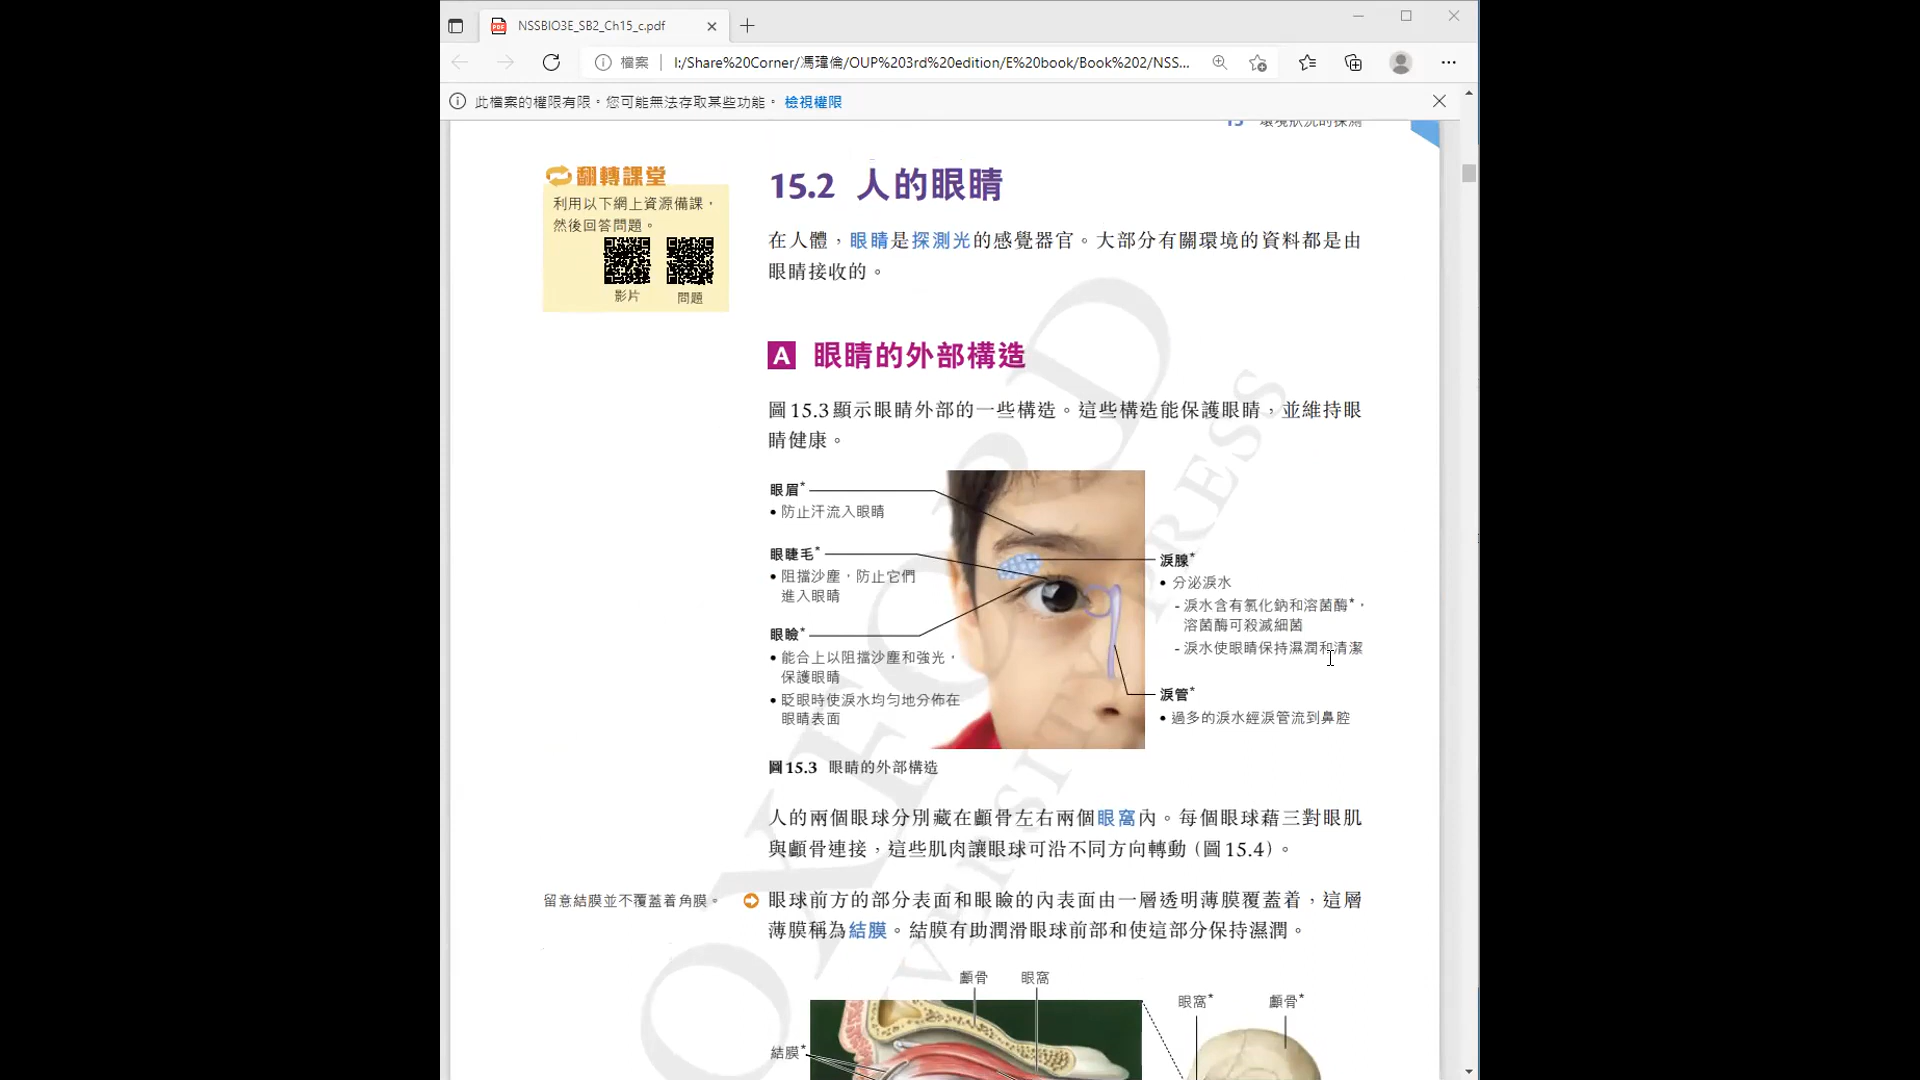 NSSBIO3E_SB2_Ch15_c.pdf
檔案 I:/Share%20Corner/馮瑋倫/OUP%203rd%20edition/E%20book/Book%202/NSS...
此檔案的權限有限。您可能無法存取某些功能。 檢視權限
15 環境狀況的探測
翻轉課堂
利用以下網上資源備課，
然後回答問題。
影片 問題
15.2 人的眼睛
在人體，眼睛是探測光的感覺器官。大部分有關環境的資料都是由
眼睛接收的。
A 眼睛的外部構造
圖15.3顯示眼睛外部的一些構造。這些構造能保護眼睛，並維持眼
睛健康。
眼眉*
• 防止汗流入眼睛
眼睫毛*
• 阻擋沙塵，防止它們
進入眼睛
眼瞼*
• 能合上以阻擋沙塵和強光，
保護眼睛
• 眨眼時使淚水均勻地分佈在
眼睛表面
淚腺*
• 分泌淚水
- 淚水含有氯化鈉和溶菌酶*，
溶菌酶可殺滅細菌
- 淚水使眼睛保持濕潤和清潔
淚管*
• 過多的淚水經淚管流到鼻腔
圖15.3 眼睛的外部構造
人的兩個眼球分別藏在顱骨左右兩個眼窩內。每個眼球藉三對眼肌
與顱骨連接，這些肌肉讓眼球可沿不同方向轉動（圖15.4）。
留意結膜並不覆蓋着角膜。
眼球前方的部分表面和眼瞼的內表面由一層透明薄膜覆蓋着，這層
薄膜稱為結膜。結膜有助潤滑眼球前部和使這部分保持濕潤。
顱骨 眼窩
眼窩* 顱骨*
結膜*
OXFORD
UNIVERSITY PRESS